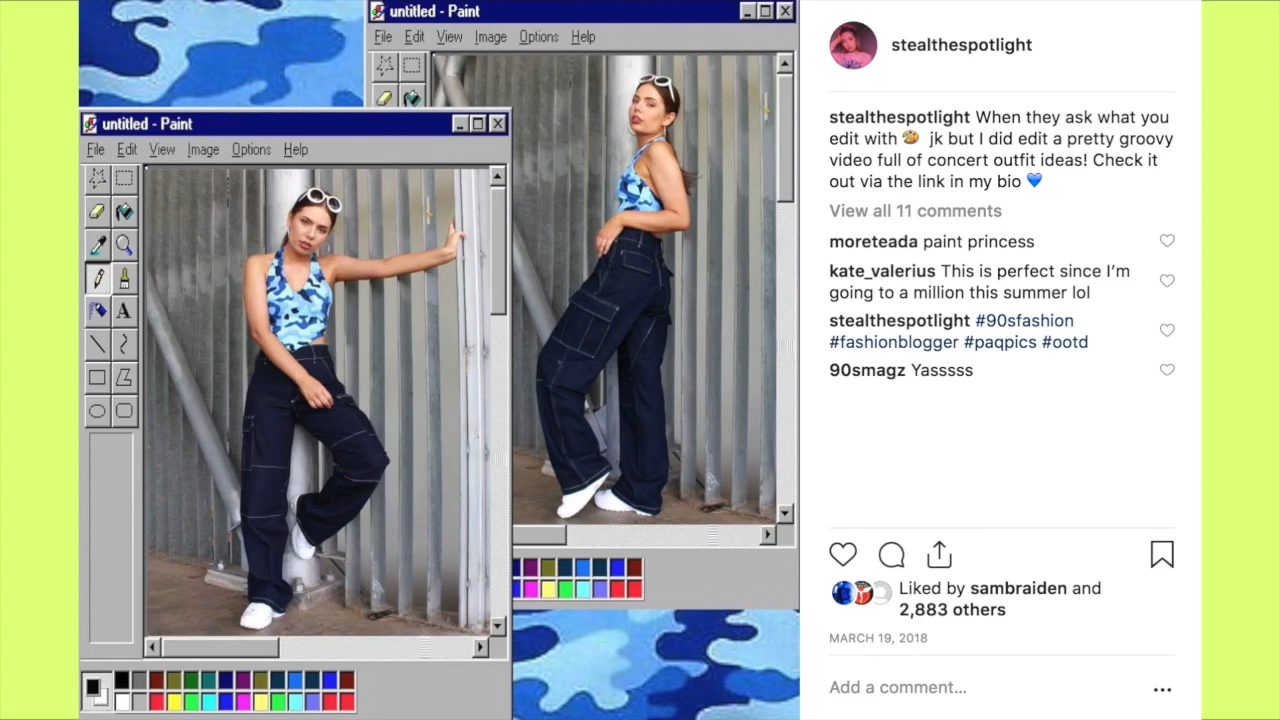 untitled - Paint
File Edit View Image Options Help
untitled - Paint
File Edit View Image Options Help
A
stealthespotlight
stealthespotlight When they ask what you
edit with 🎨 jk but I did edit a pretty groovy
video full of concert outfit ideas! Check it
out via the link in my bio 💙
View all 11 comments
moreteada paint princess
kate_valerius This is perfect since I'm
going to a million this summer lol
stealthespotlight #90sfashion
#fashionblogger #paqpics #ootd
90smagz Yasssss
Liked by sambraiden and
2,883 others
MARCH 19, 2018
Add a comment...